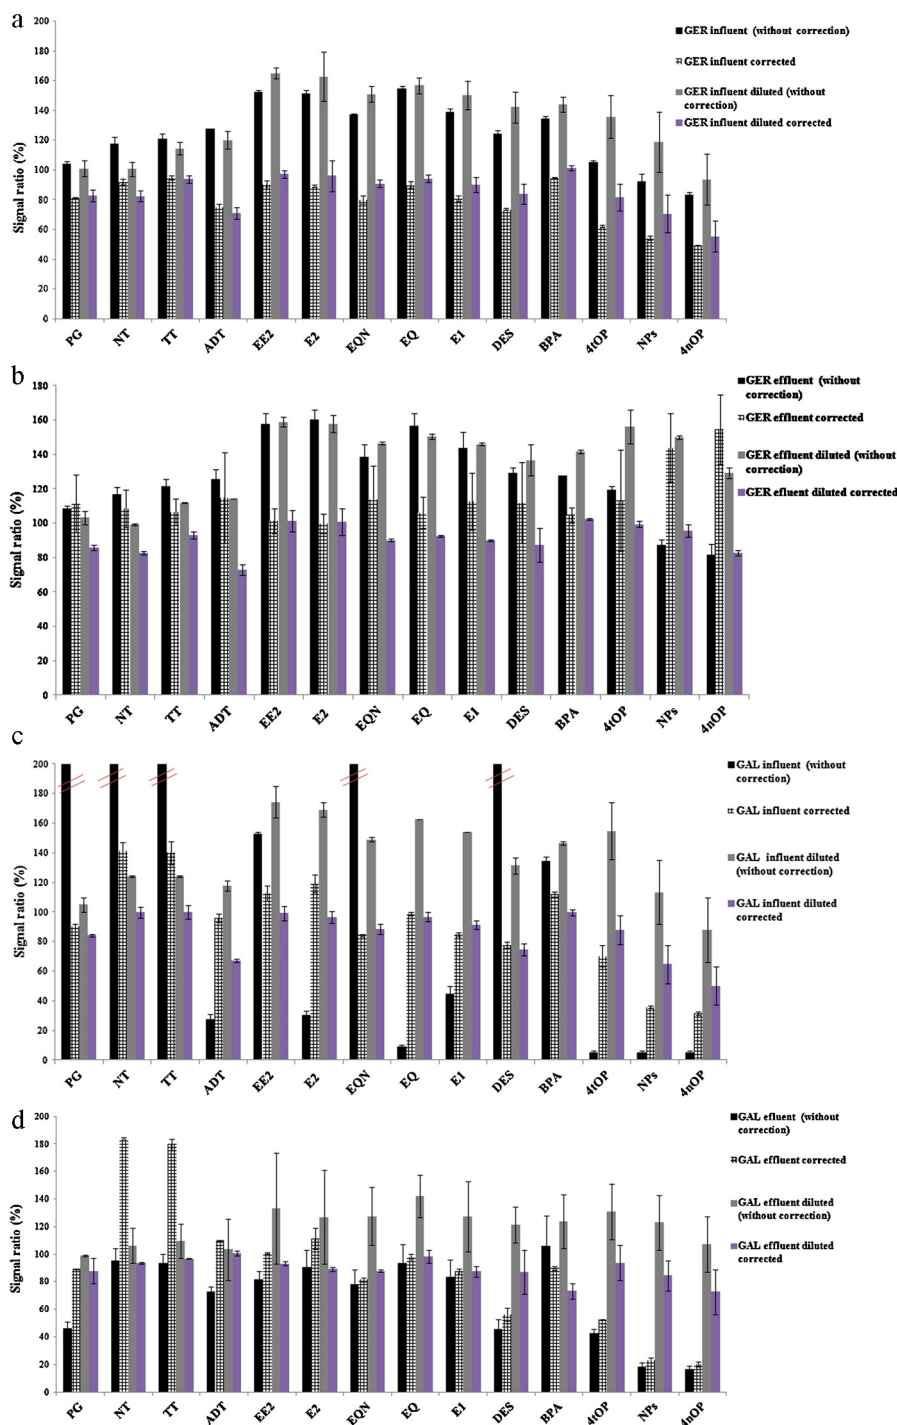 a
200
180
160
140
120
100
80
60
40
20
0
Signal ratio (%)
PG NT TT ADT EE2 E2 EQN EQ E1 DES BPA 4tOP NPs 4nOP
GER influent (without correction)
GER influent corrected
GER influent diluted (without
correction)
GER influent diluted corrected
b
180
160
140
120
100
80
60
40
20
0
Signal ratio (%)
PG NT TT ADT EE2 E2 EQN EQ E1 DES BPA 4tOP NPs 4nOP
GER effluent (without
correction)
GER effluent corrected
GER effluent diluted (without
correction)
GER efluent diluted corrected
c
200
180
160
140
120
100
80
60
40
20
0
Signal ratio (%)
PG NT TT ADT EE2 E2 EQN EQ E1 DES BPA 4tOP NPs 4nOP
GAL influent (without
correction)
GAL influent corrected
GAL influent diluted
(without correction)
GAL influent diluted
corrected
d
200
180
160
140
120
100
80
60
40
20
0
Signal ratio (%)
PG NT TT ADT EE2 E2 EQN EQ E1 DES BPA 4tOP NPs 4nOP
GAL efluent (without
correction)
GAL effluent corrected
GAL effluent diluted
(without correction)
GAL effluent diluted
corrected